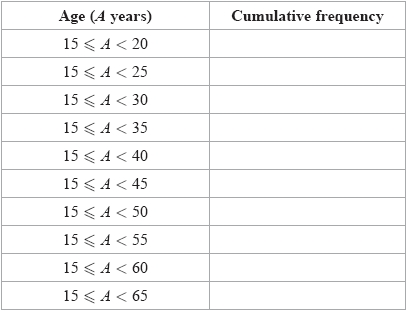 Age (A years) Cumulative frequency
15 ⩽ A < 20
15 ⩽ A < 25
15 ⩽ A < 30
15 ⩽ A < 35
15 ⩽ A < 40
15 ⩽ A < 45
15 ⩽ A < 50
15 ⩽ A < 55
15 ⩽ A < 60
15 ⩽ A < 65